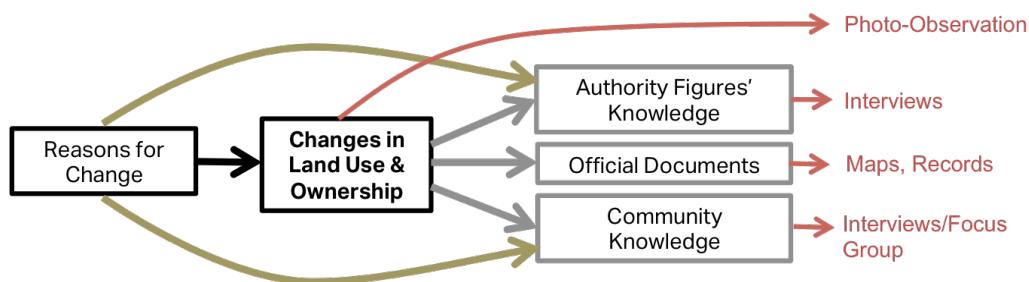 Photo-Observation
Authority Figures'
Knowledge
Interviews
Reasons for
Change
Changes in
Land Use &
Ownership
Official Documents
Maps, Records
Community
Knowledge
Interviews/Focus
Group